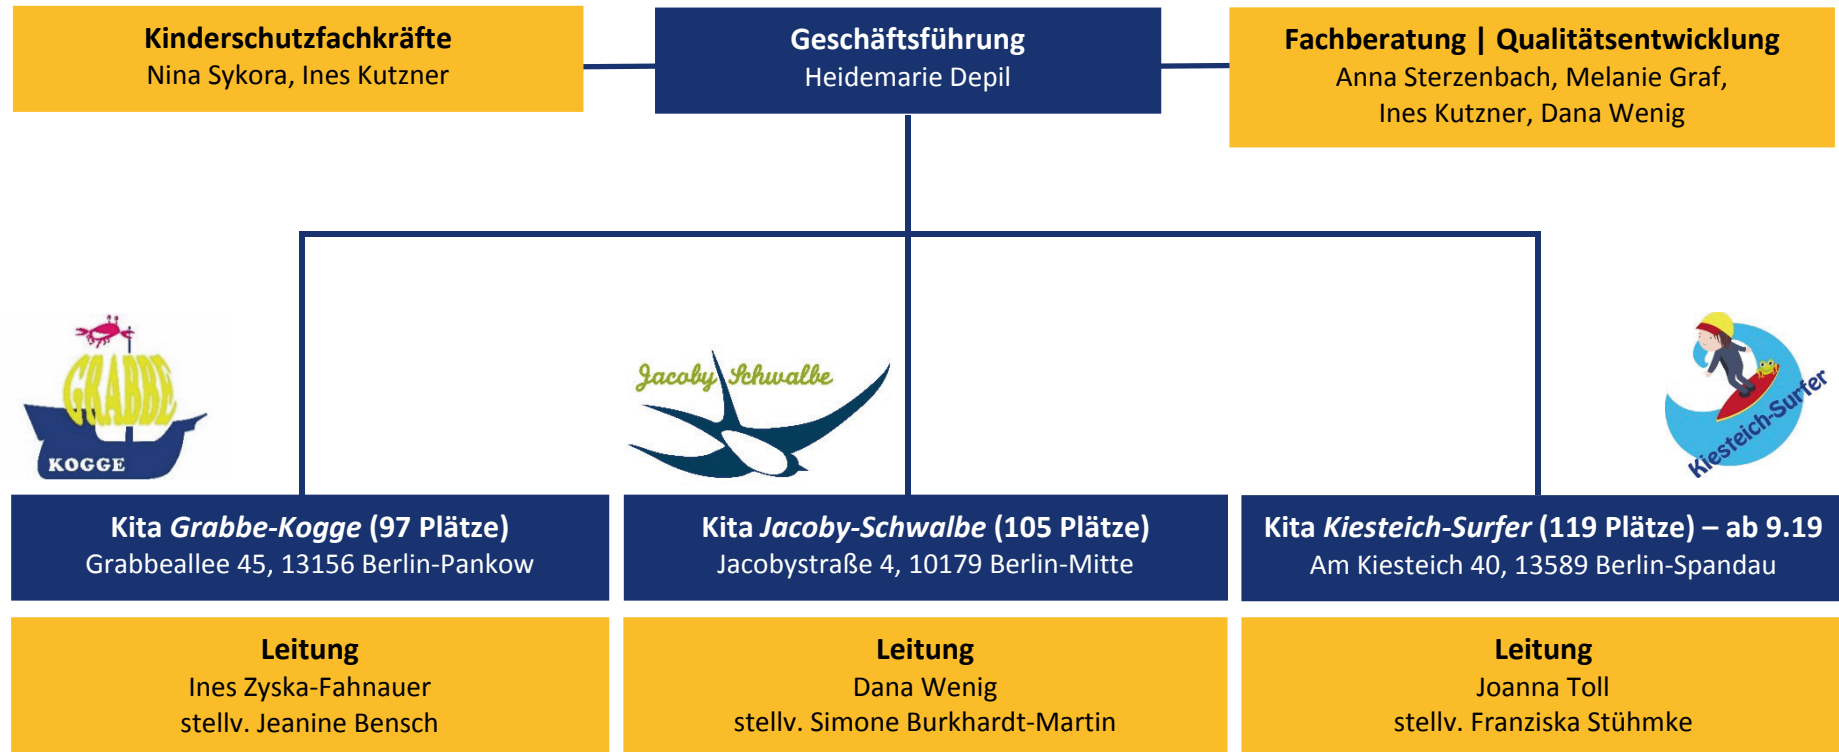 Kinderschutzfachkräfte
Nina Sykora, Ines Kutzner
Geschäftsführung
Heidemarie Depil
Fachberatung | Qualitätsentwicklung
Anna Sterzenbach, Melanie Graf,
Ines Kutzner, Dana Wenig
GRABBE
KOGGE
Jacoby Schwalbe
Kiesteich-Surfer
Kita Grabbe-Kogge (97 Plätze)
Grabbeallee 45, 13156 Berlin-Pankow
Kita Jacoby-Schwalbe (105 Plätze)
Jacobystraße 4, 10179 Berlin-Mitte
Kita Kiesteich-Surfer (119 Plätze) – ab 9.19
Am Kiesteich 40, 13589 Berlin-Spandau
Leitung
Ines Zyska-Fahnauer
stellv. Jeanine Bensch
Leitung
Dana Wenig
stellv. Simone Burkhardt-Martin
Leitung
Joanna Toll
stellv. Franziska Stühmke